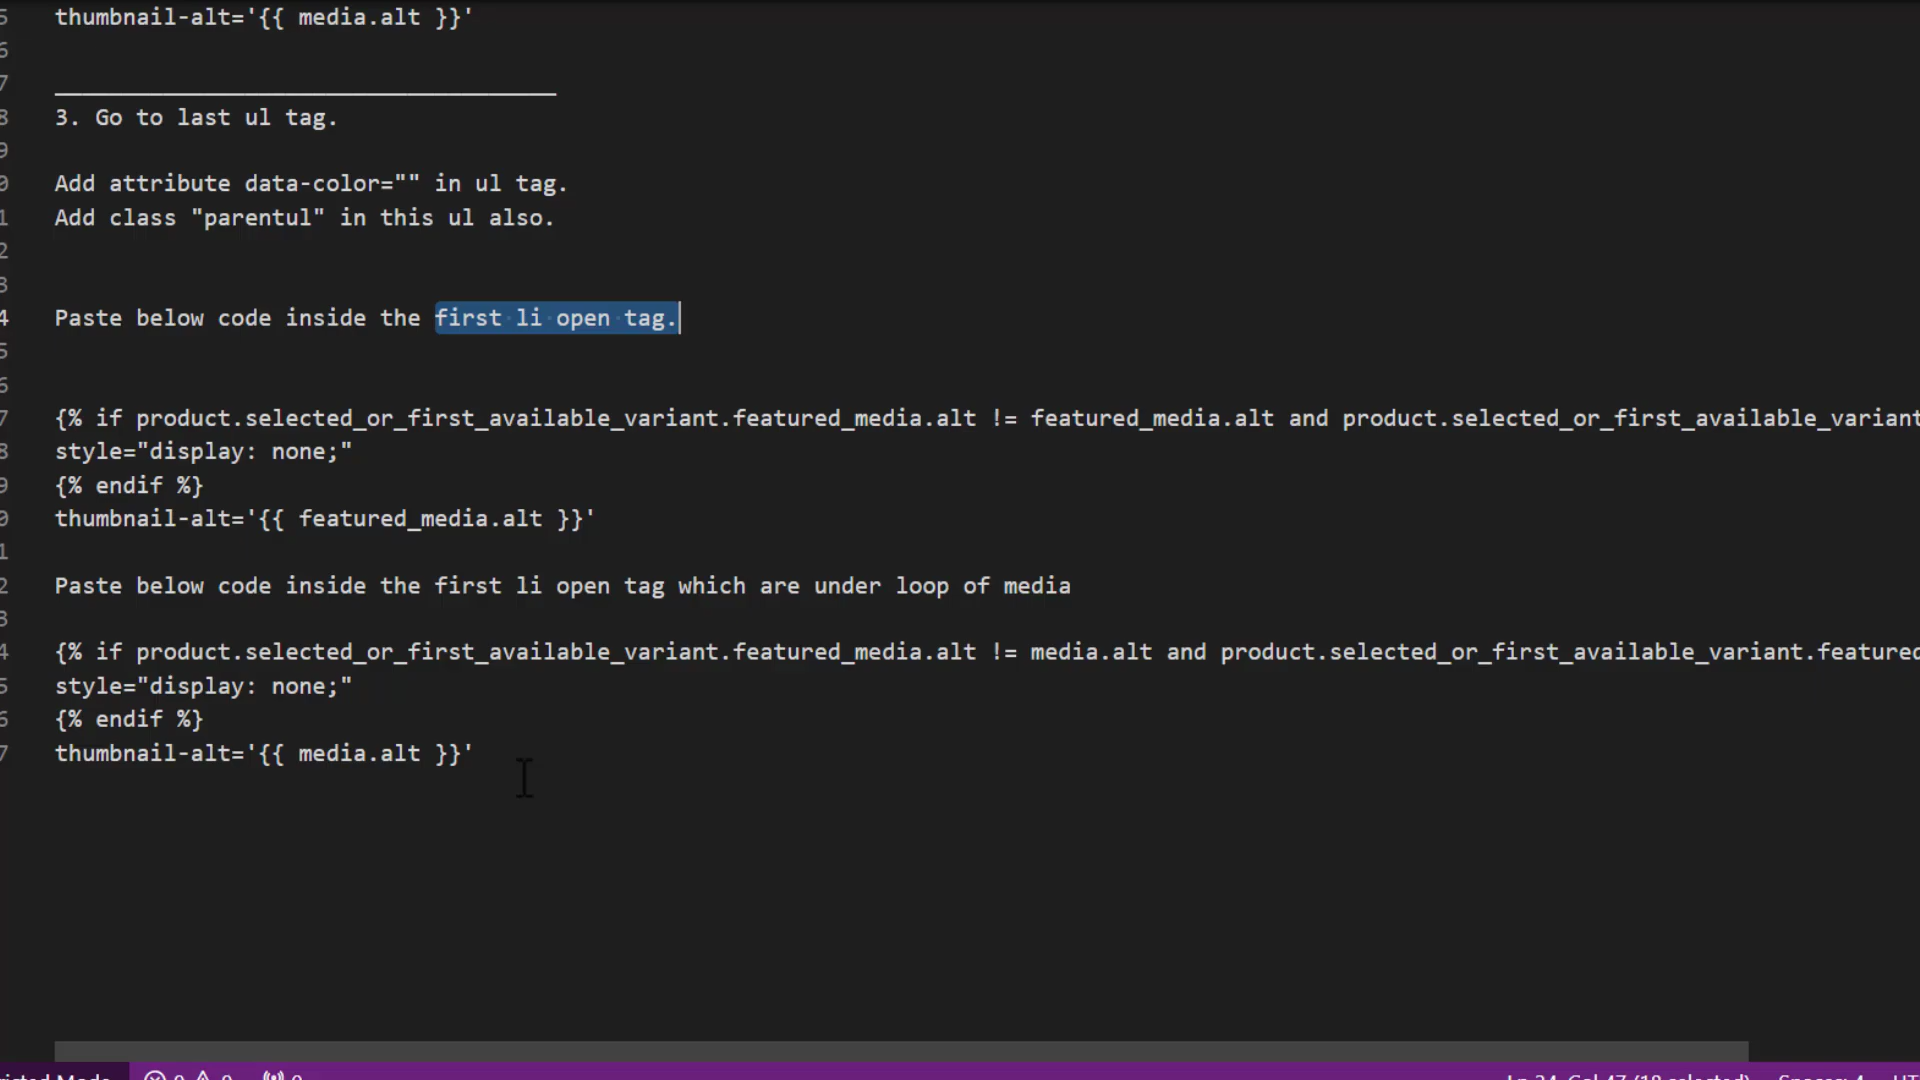 thumbnail-alt='{{ media.alt }}'
3. Go to last ul tag.
Add attribute data-color="" in ul tag.
Add class "parentul" in this ul also.
Paste below code inside the first li open tag.
{% if product.selected_or_first_available_variant.featured_media.alt != featured_media.alt and product.selected_or_first_available_variant
style="display: none;"
{% endif %}
thumbnail-alt='{{ featured_media.alt }}'
Paste below code inside the first li open tag which are under loop of media
{% if product.selected_or_first_available_variant.featured_media.alt != media.alt and product.selected_or_first_available_variant.featured
style="display: none;"
{% endif %}
thumbnail-alt='{{ media.alt }}'